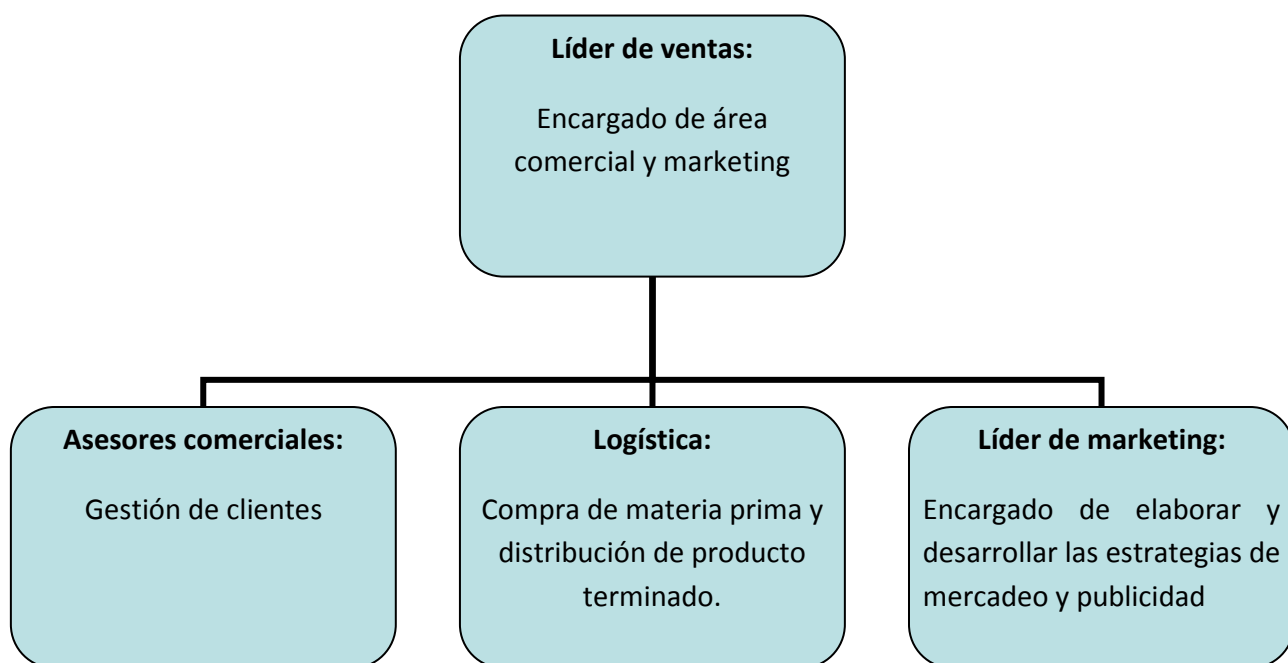 Líder de ventas:
Encargado de área
comercial y marketing
Asesores comerciales:
Gestión de clientes
Logística:
Compra de materia prima y
distribución de producto
terminado.
Líder de marketing:
Encargado de elaborar y
desarrollar las estrategias de
mercadeo y publicidad